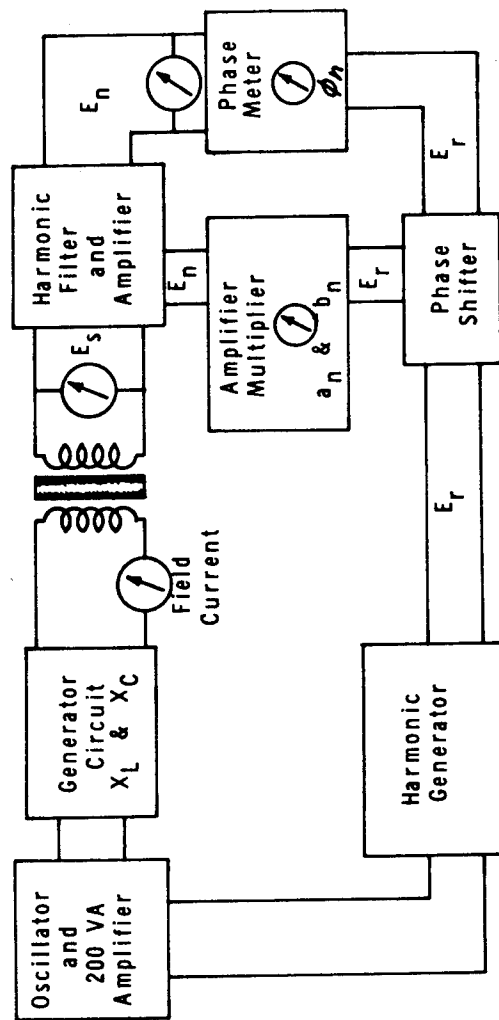 Oscillator
and
200 VA
Amplifier
Generator
Circuit
X_L & X_C
Field
Current
E_s
Harmonic
Filter
and
Amplifier
E_n
E_n
Amplifier
Multiplier
a_n & b_n
Phase
Meter
ϕ_n
Harmonic
Generator
E_r
Phase
Shifter
E_r
E_r